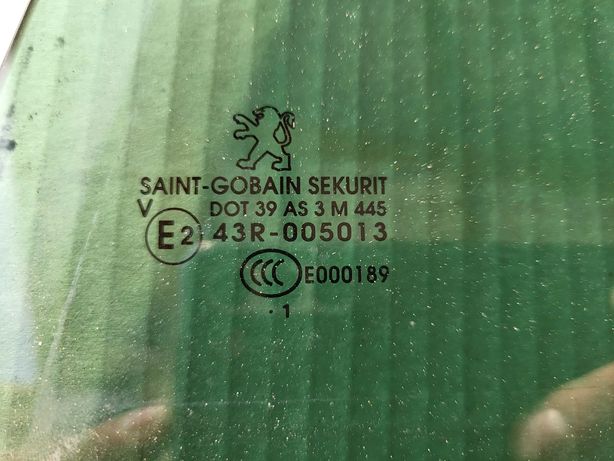 SAINT-GOBAIN SEKURIT
V DOT 39 AS 3 M 445
E2 43R-005013
CCC E000189
. 1